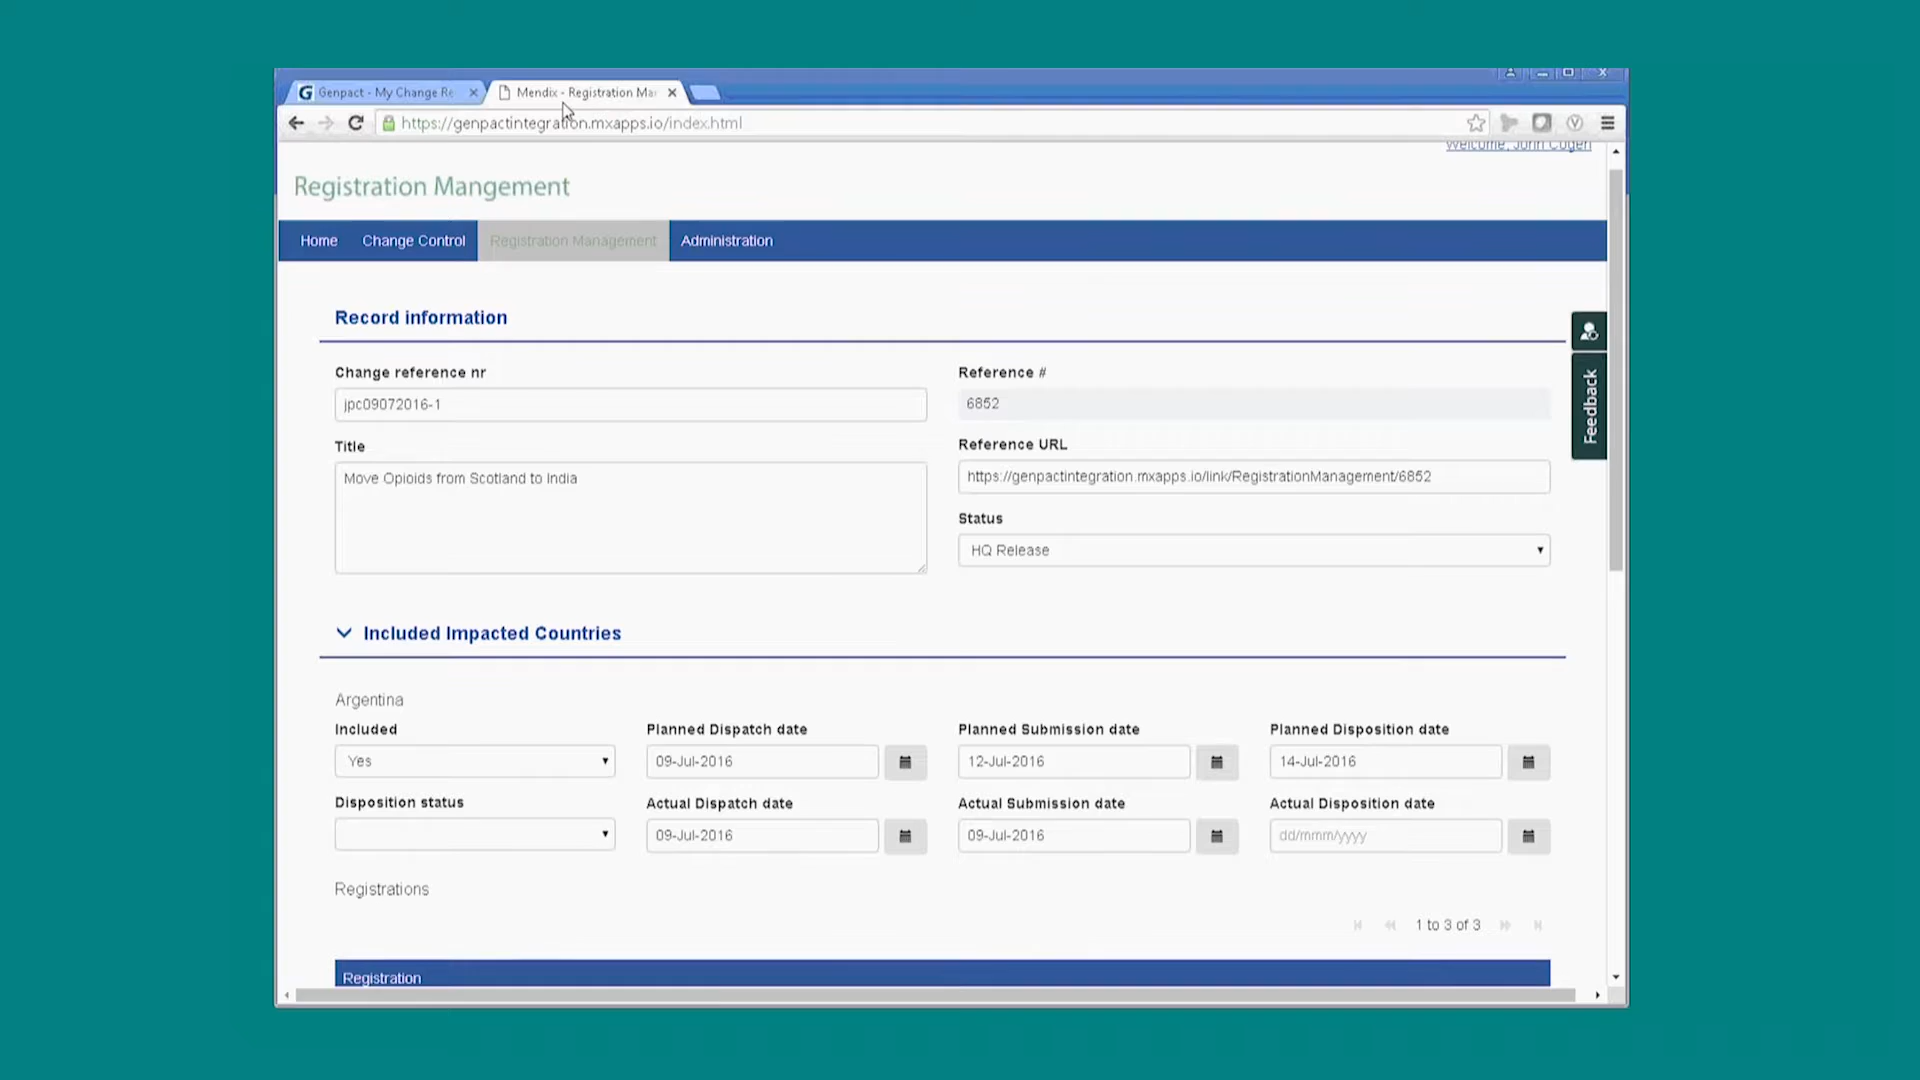 Genpact - My Change Re
Mendix - Registration Mar
https://genpactintegration.mxapps.io/index.html
Welcome, John Cogen
Registration Mangement
Home Change Control Registration Management Administration
Record information
Change reference nr
jpc09072016-1
Reference #
6852
Title
Move Opioids from Scotland to India
Reference URL
https://genpactintegration.mxapps.io/link/RegistrationManagement/6852
Status
HQ Release
Feedback
Included Impacted Countries
Argentina
Included Planned Dispatch date Planned Submission date Planned Disposition date
Yes 09-Jul-2016 12-Jul-2016 14-Jul-2016
Disposition status Actual Dispatch date Actual Submission date Actual Disposition date
09-Jul-2016 09-Jul-2016 dd/mmm/yyyy
Registrations
1 to 3 of 3
Registration